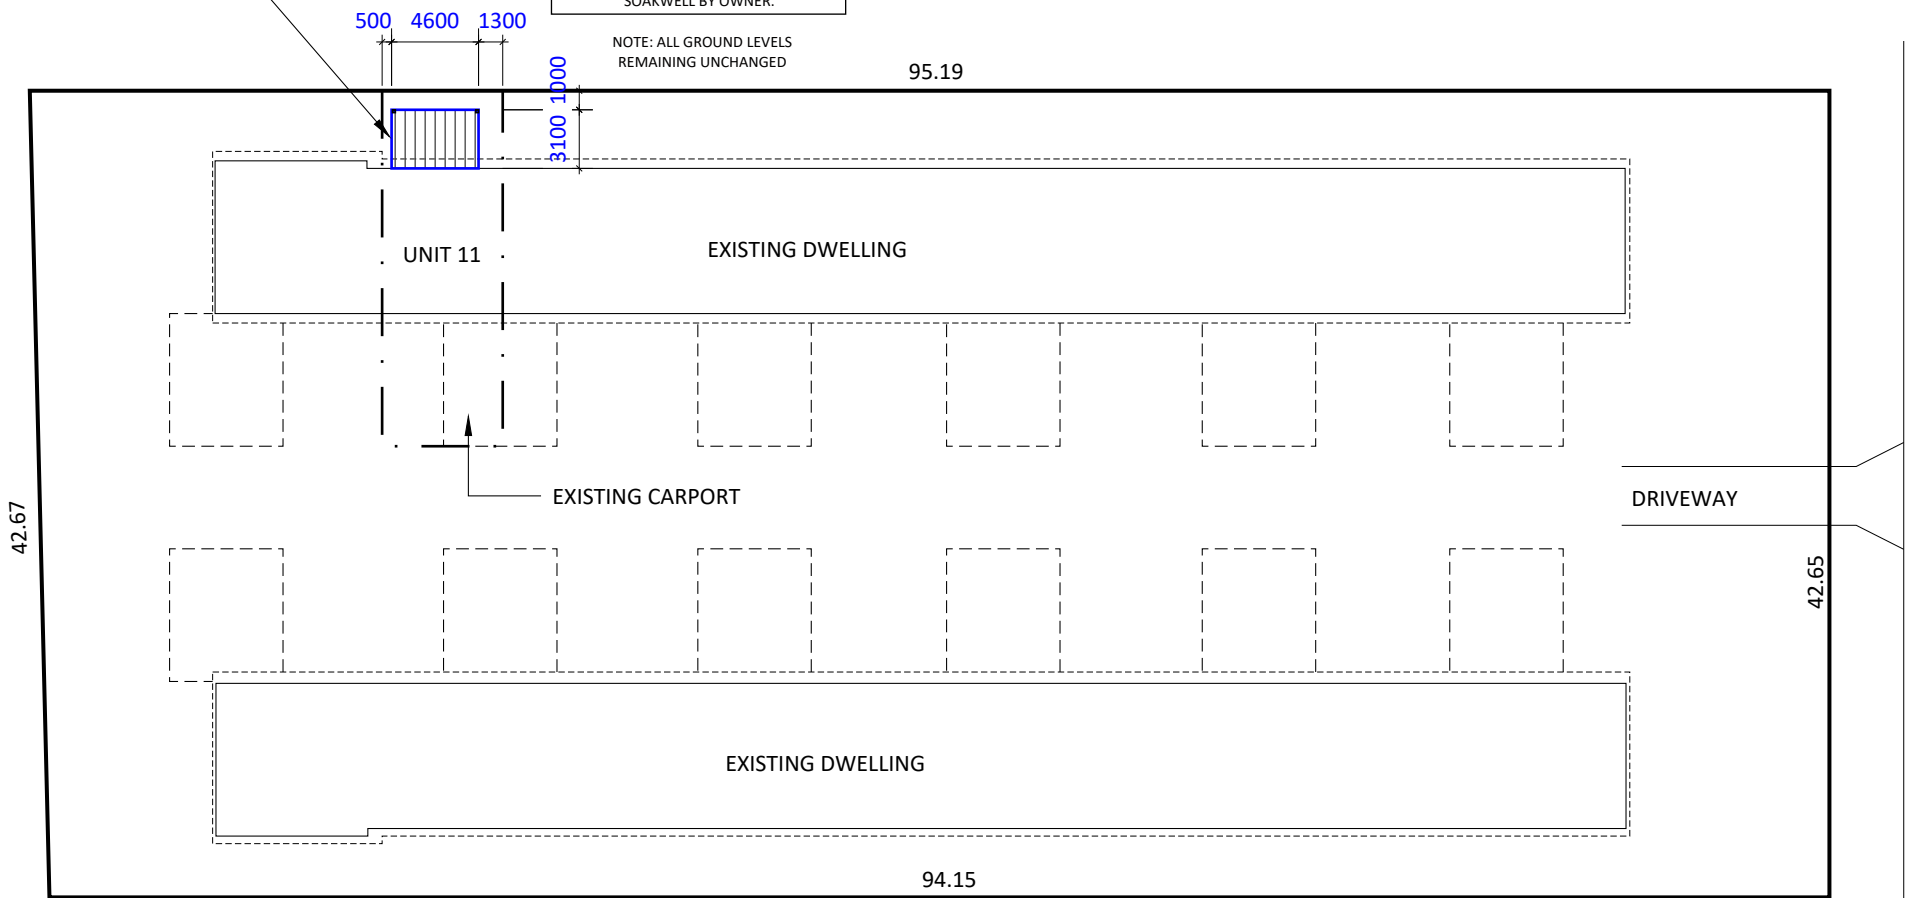 SOAKWELL BY OWNER.
500 4600 1300
NOTE: ALL GROUND LEVELS
REMAINING UNCHANGED
1000
95.19
3100
UNIT 11
EXISTING DWELLING
EXISTING CARPORT
DRIVEWAY
42.67
42.65
EXISTING DWELLING
94.15